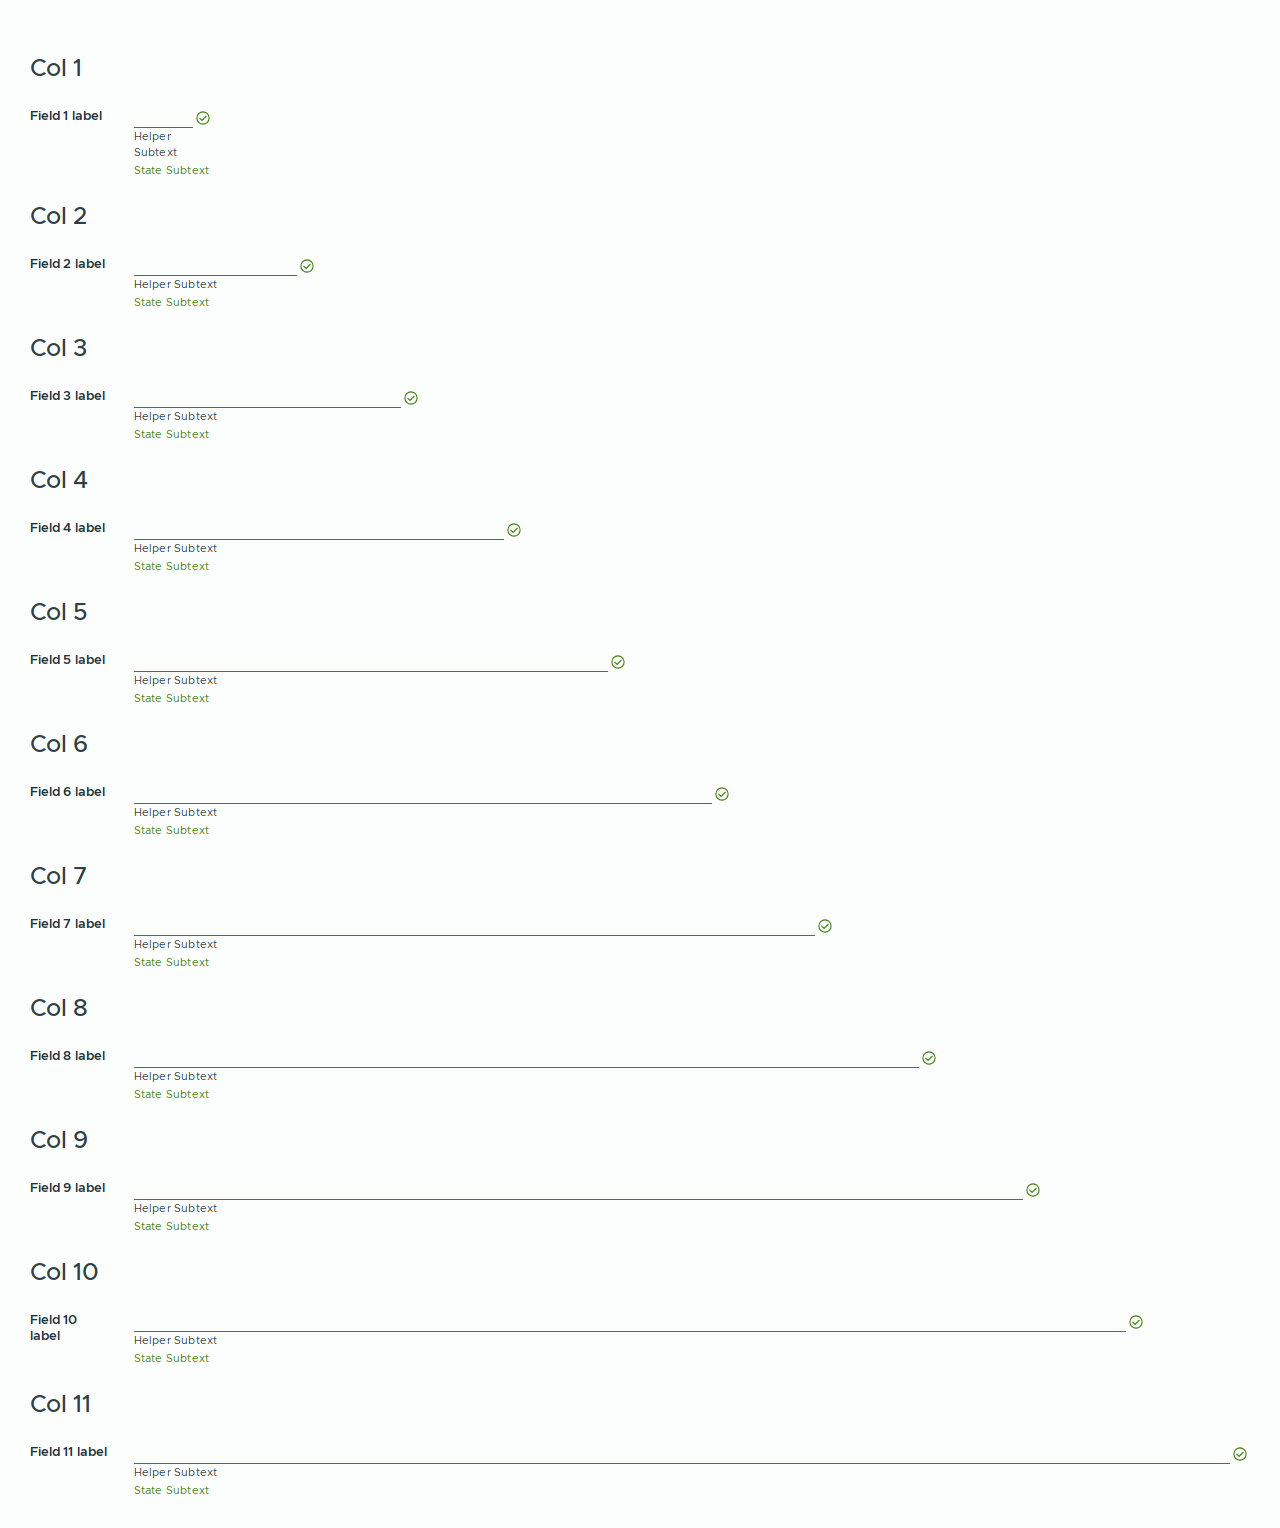 Col 1
Field 1 label
Helper
Subtext
State Subtext
Col 2
Field 2 label
Helper Subtext
State Subtext
Col 3
Field 3 label
Helper Subtext
State Subtext
Col 4
Field 4 label
Helper Subtext
State Subtext
Col 5
Field 5 label
Helper Subtext
State Subtext
Col 6
Field 6 label
Helper Subtext
State Subtext
Col 7
Field 7 label
Helper Subtext
State Subtext
Col 8
Field 8 label
Helper Subtext
State Subtext
Col 9
Field 9 label
Helper Subtext
State Subtext
Col 10
Field 10
label
Helper Subtext
State Subtext
Col 11
Field 11 label
Helper Subtext
State Subtext